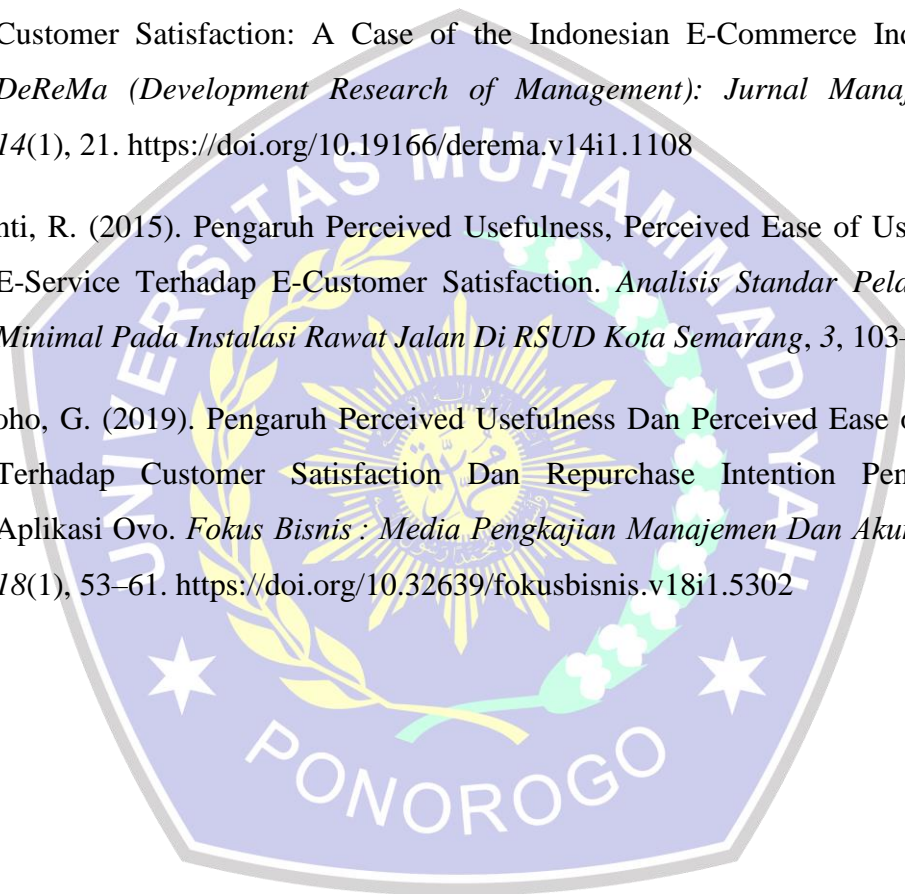 Customer Satisfaction: A Case of the Indonesian E-Commerce Ind
DeReMa (Development Research of Management): Jurnal Manaj
14(1), 21. https://doi.org/10.19166/derema.v14i1.1108
nti, R. (2015). Pengaruh Perceived Usefulness, Perceived Ease of Us
E-Service Terhadap E-Customer Satisfaction. Analisis Standar Pela
Minimal Pada Instalasi Rawat Jalan Di RSUD Kota Semarang, 3, 103–
oho, G. (2019). Pengaruh Perceived Usefulness Dan Perceived Ease o
Terhadap Customer Satisfaction Dan Repurchase Intention Pen
Aplikasi Ovo. Fokus Bisnis : Media Pengkajian Manajemen Dan Aku
18(1), 53–61. https://doi.org/10.32639/fokusbisnis.v18i1.5302
UNIVERSITAS MUHAMMADIYAH
PONOROGO